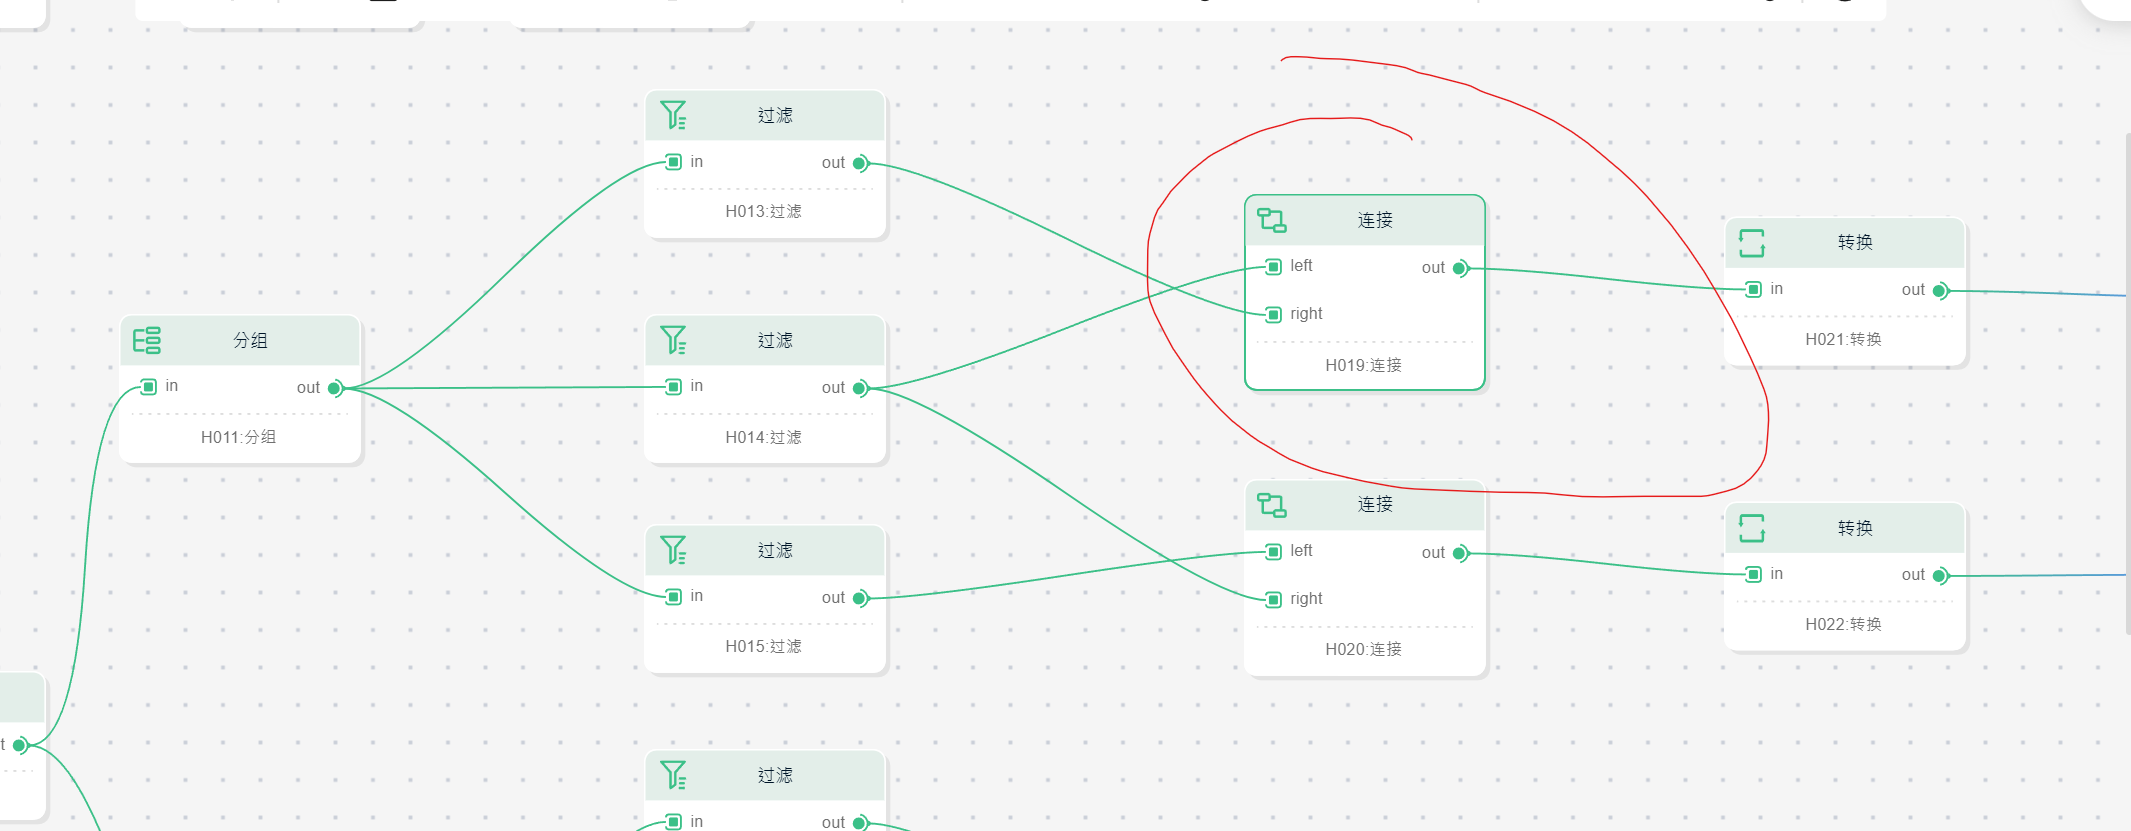 过滤
in out
H013:过滤
连接
left out
right
H019:连接
转换
in out
H021:转换
分组
in out
H011:分组
过滤
in out
H014:过滤
过滤
in out
H015:过滤
连接
left out
right
H020:连接
转换
in out
H022:转换
t
过滤
in out